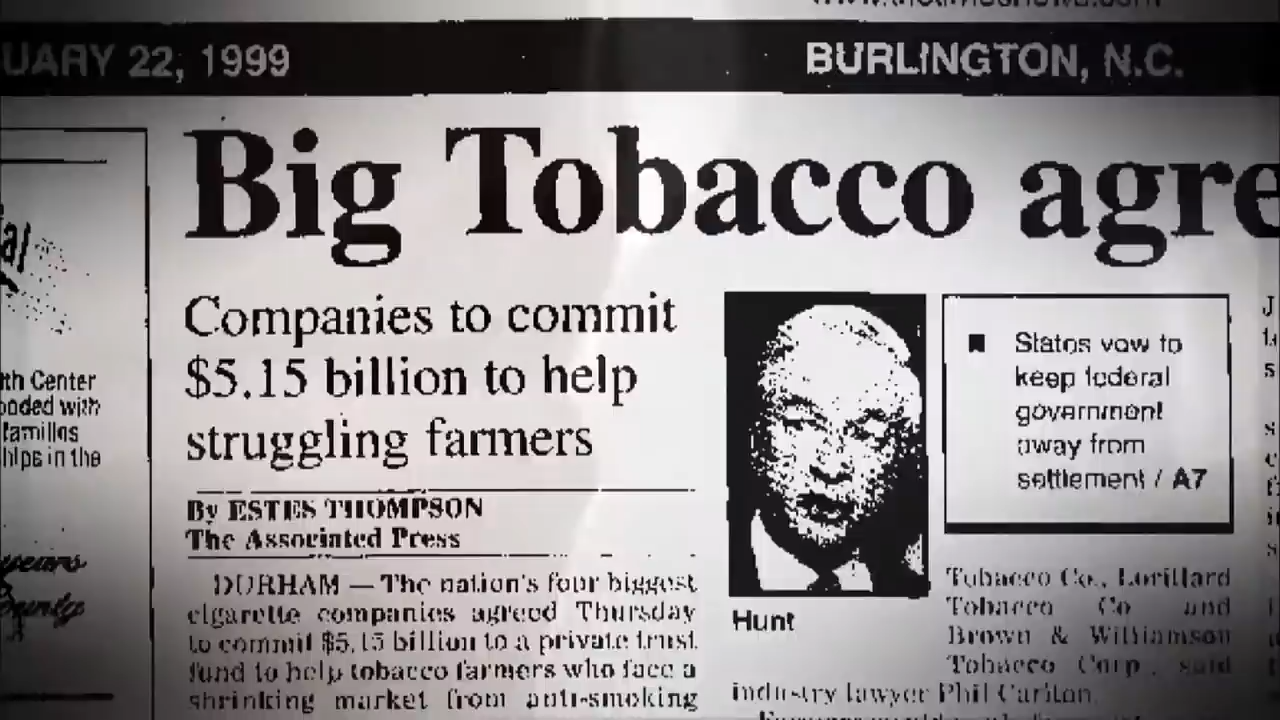 UARY 22, 1999
BURLINGTON, N.C.
Big Tobacco agre
Companies to commit
$5.15 billion to help
struggling farmers
By ESTES THOMPSON
The Associated Press
DURHAM — The nation's four biggest
cigarette companies agreed Thursday
to commit $5.15 billion to a private trust
fund to help tobacco farmers who face a
shrinking market from anti-smoking
Hunt
States vow to
keep federal
government
away from
settlement / A7
Tobacco Co., Lorillard
Tobacco Co. and
Brown & Williamson
Tobacco Corp., said
industry lawyer Phil Carlton.
th Center
oded with
families
hips in the
years
County